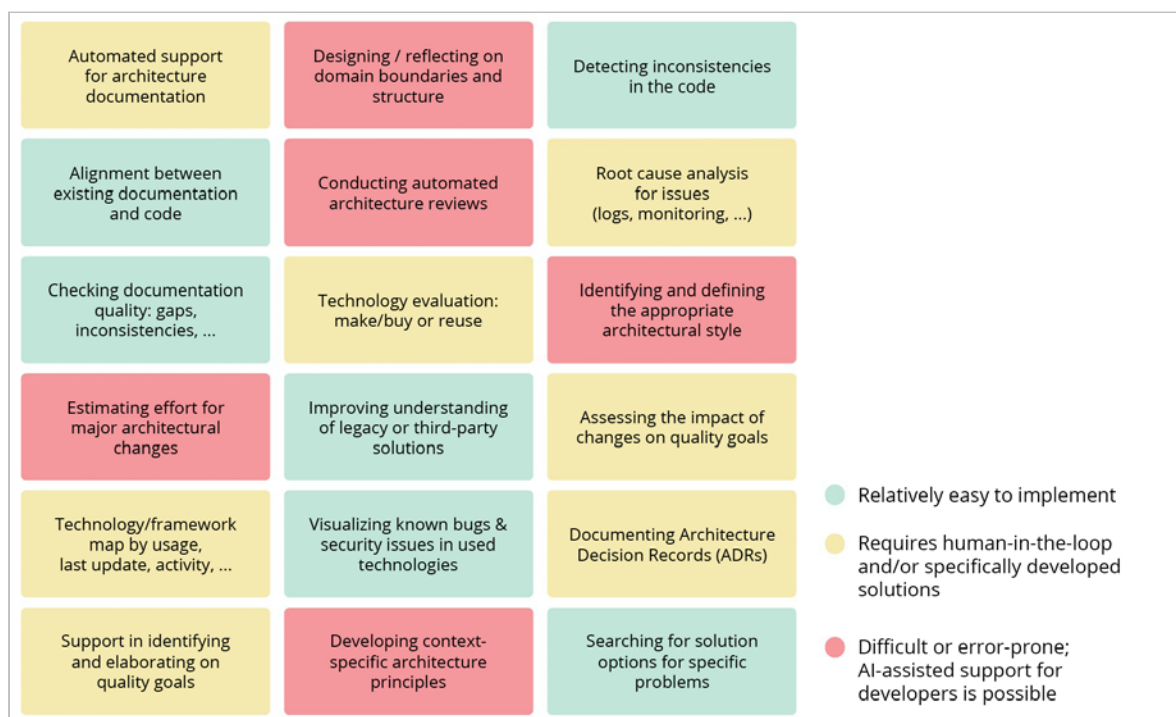 Automated support
for architecture
documentation
Designing / reflecting on
domain boundaries and
structure
Detecting inconsistencies
in the code
Alignment between
existing documentation
and code
Conducting automated
architecture reviews
Root cause analysis
for issues
(logs, monitoring, ...)
Checking documentation
quality: gaps,
inconsistencies, ...
Technology evaluation:
make/buy or reuse
Identifying and defining
the appropriate
architectural style
Estimating effort for
major architectural
changes
Improving understanding
of legacy or third-party
solutions
Assessing the impact of
changes on quality goals
Technology/framework
map by usage,
last update, activity, ...
Visualizing known bugs &
security issues in used
technologies
Documenting Architecture
Decision Records (ADRs)
Support in identifying
and elaborating on
quality goals
Developing context-
specific architecture
principles
Searching for solution
options for specific
problems
Relatively easy to implement
Requires human-in-the-loop
and/or specifically developed
solutions
Difficult or error-prone;
AI-assisted support for
developers is possible